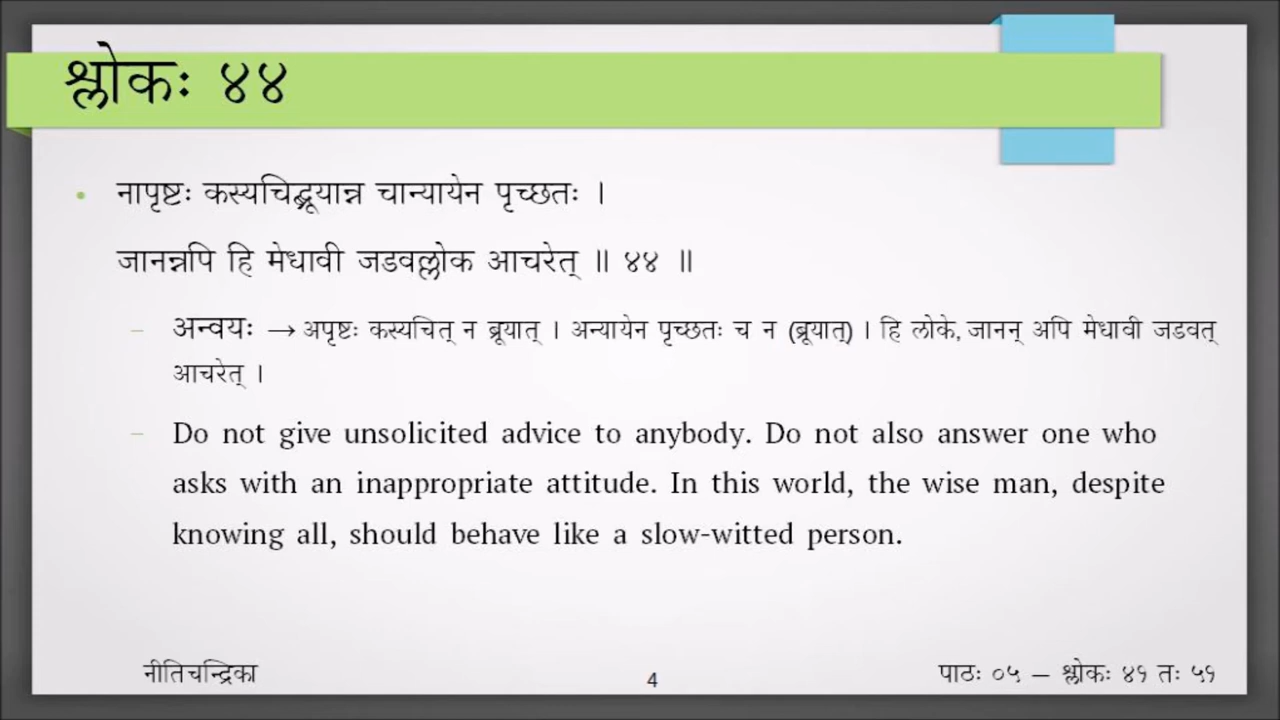 श्लोकः ४४
• नापृष्टः कस्यचिद्ब्रूयान्न चान्यायेन पृच्छतः ।
जानन्नपि हि मेधावी जडवल्लोक आचरेत् ॥ ४४ ॥
– अन्वयः → अपृष्टः कस्यचित् न ब्रूयात् । अन्यायेन पृच्छतः च न (ब्रूयात्) । हि लोके, जानन् अपि मेधावी जडवत्
आचरेत् ।
– Do not give unsolicited advice to anybody. Do not also answer one who
asks with an inappropriate attitude. In this world, the wise man, despite
knowing all, should behave like a slow-witted person.
नीतिचन्द्रिका 4 पाठः ०५ – श्लोकः ४१ तः ५१